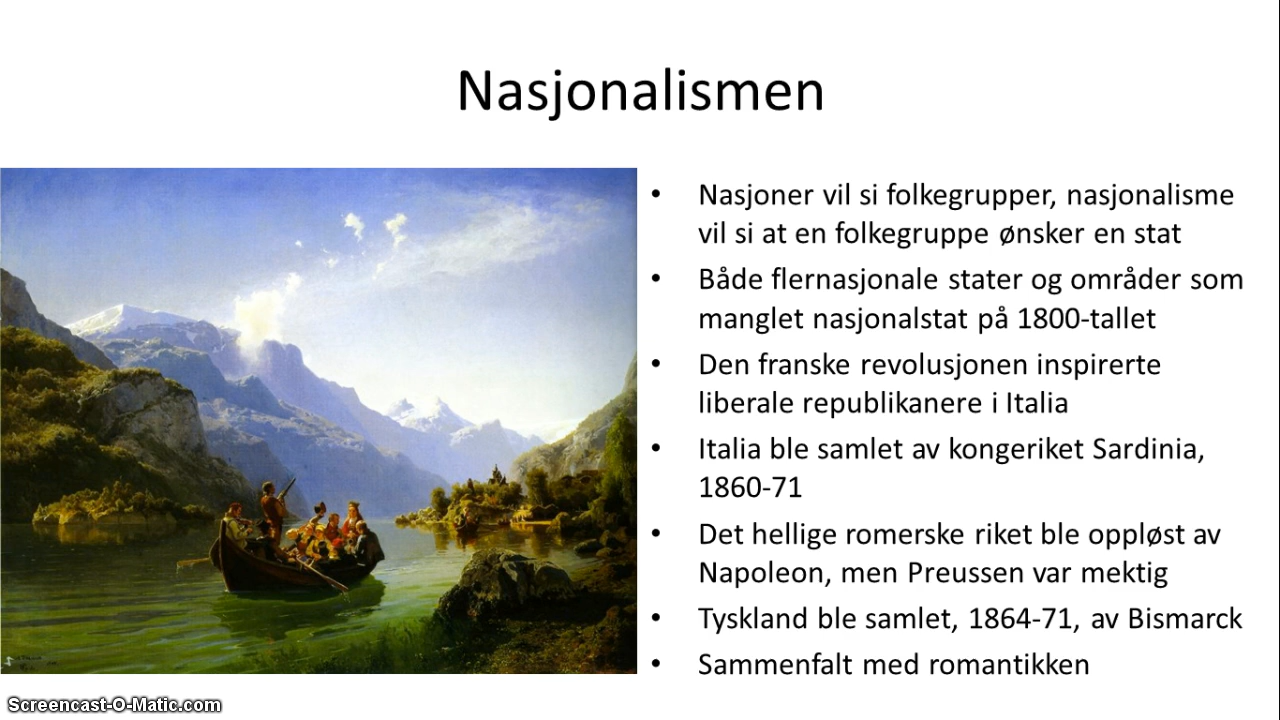 Nasjonalismen
• Nasjoner vil si folkegrupper, nasjonalisme
vil si at en folkegruppe ønsker en stat
• Både flernasjonale stater og områder som
manglet nasjonalstat på 1800-tallet
• Den franske revolusjonen inspirerte
liberale republikanere i Italia
• Italia ble samlet av kongeriket Sardinia,
1860-71
• Det hellige romerske riket ble oppløst av
Napoleon, men Preussen var mektig
• Tyskland ble samlet, 1864-71, av Bismarck
• Sammenfalt med romantikken
Screencast-O-Matic.com